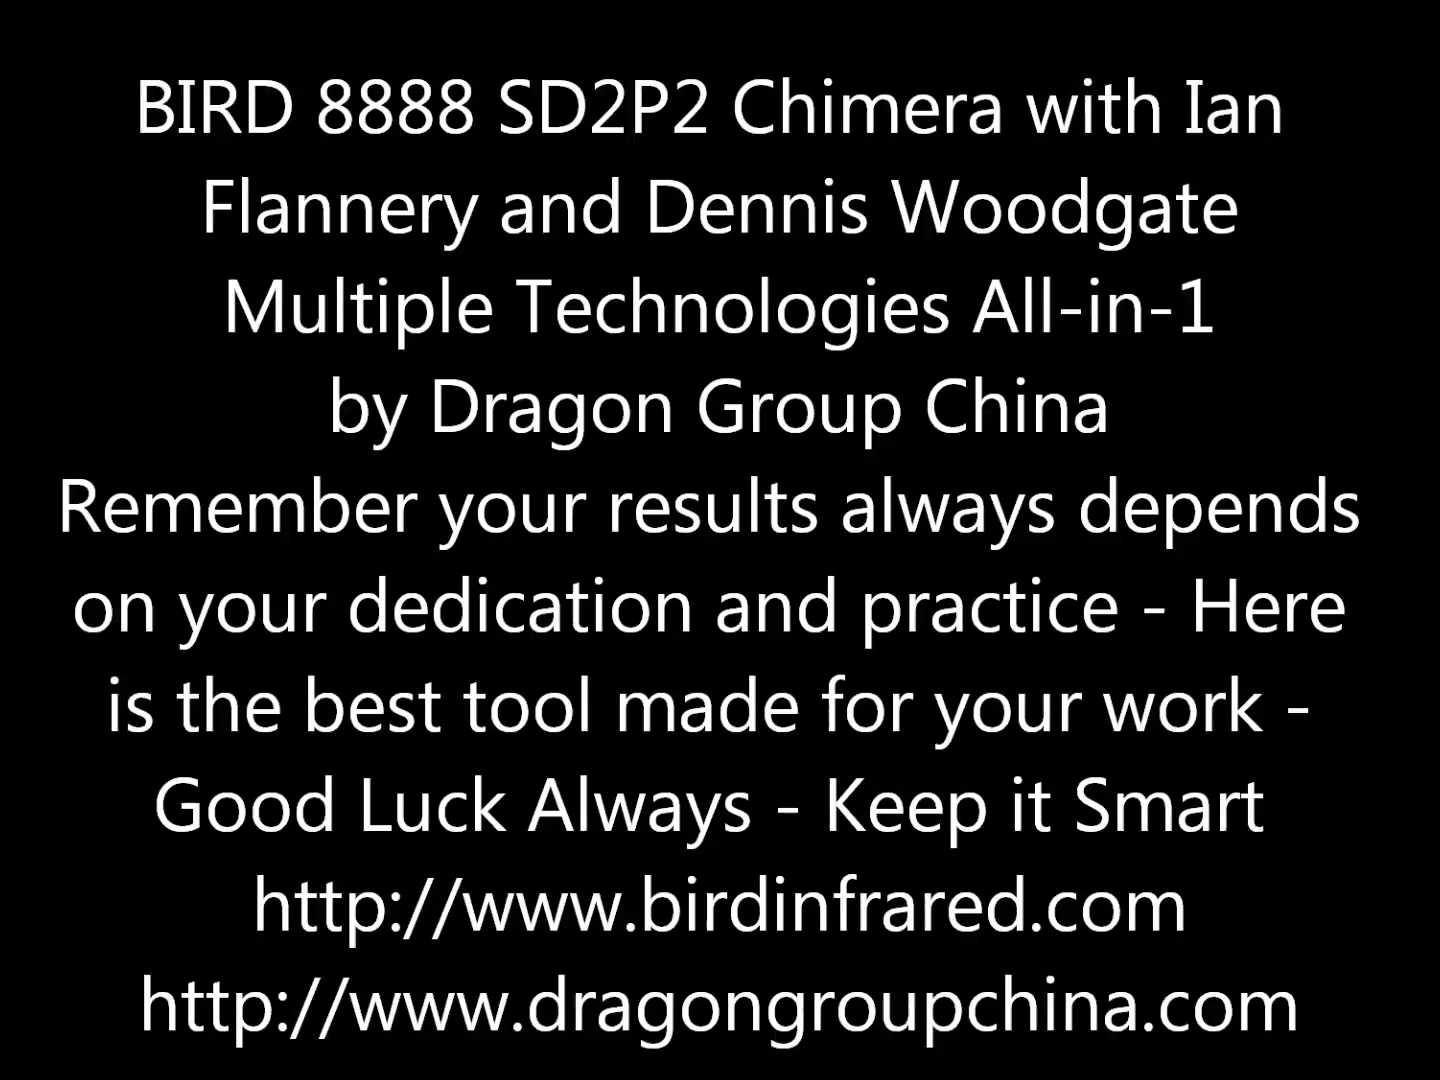 BIRD 8888 SD2P2 Chimera with Ian
Flannery and Dennis Woodgate
Multiple Technologies All-in-1
by Dragon Group China
Remember your results always depends
on your dedication and practice - Here
is the best tool made for your work -
Good Luck Always - Keep it Smart
http://www.birdinfrared.com
http://www.dragongroupchina.com